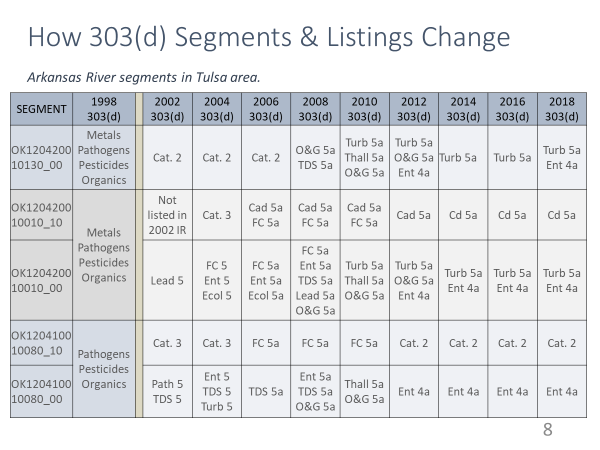 How 303(d) Segments & Listings Change
Arkansas River segments in Tulsa area.
SEGMENT 1998 303(d) 2002 303(d) 2004 303(d) 2006 303(d) 2008 303(d) 2010 303(d) 2012 303(d) 2014 303(d) 2016 303(d) 2018 303(d)
OK1204200
10130_00
Metals
Pathogens
Pesticides
Organics
Cat. 2
Cat. 2
Cat. 2
O&G 5a
TDS 5a
Turb 5a
Thall 5a
O&G 5a
Turb 5a
O&G 5a
Ent 4a
Turb 5a
Turb 5a
Turb 5a
Ent 4a
OK1204200
10010_10
Metals
Pathogens
Pesticides
Organics
Not
listed in
2002 IR
Cat. 3
Cad 5a
FC 5a
Cad 5a
FC 5a
Cad 5a
FC 5a
Cad 5a
Cd 5a
Cd 5a
Cd 5a
OK1204200
10010_00
Lead 5
FC 5
Ent 5
Ecol 5
FC 5a
Ent 5a
Ecol 5a
FC 5a
Ent 5a
TDS 5a
Lead 5a
O&G 5a
Turb 5a
Thall 5a
O&G 5a
Turb 5a
O&G 5a
Ent 4a
Turb 5a
Ent 4a
Turb 5a
Ent 4a
Turb 5a
Ent 4a
OK1204100
10080_10
Pathogens
Pesticides
Organics
Cat. 3
Cat. 3
FC 5a
FC 5a
FC 5a
Cat. 2
Cat. 2
Cat. 2
Cat. 2
OK1204100
10080_00
Path 5
TDS 5
Ent 5
TDS 5
Turb 5
TDS 5a
Ent 5a
TDS 5a
O&G 5a
Thall 5a
O&G 5a
Ent 4a
Ent 4a
Ent 4a
Ent 4a
8